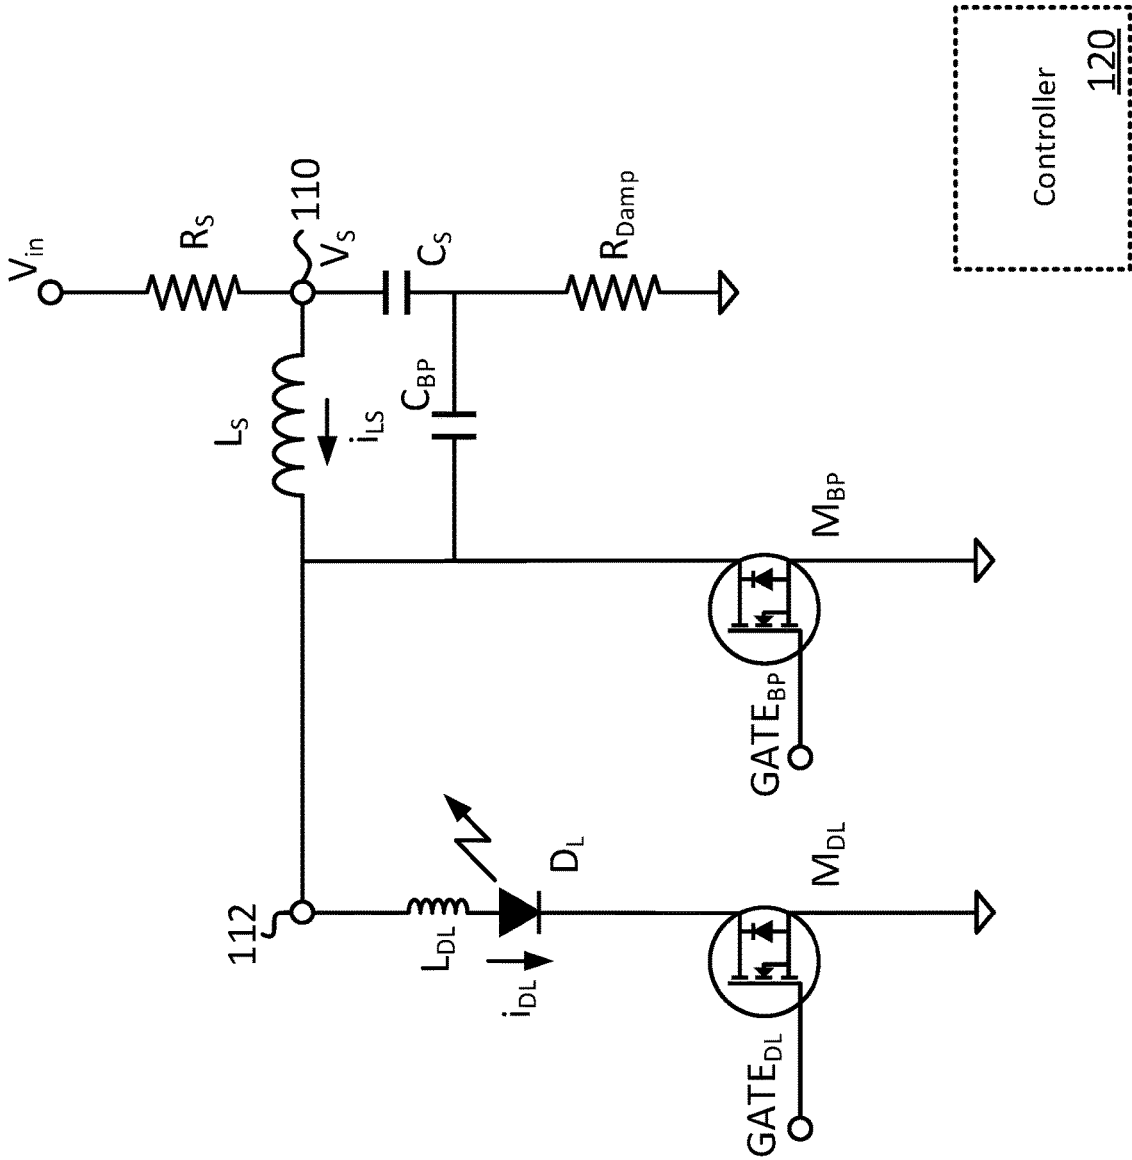 Vin
RS
110
VS
LS
iLS
CS
CBP
RDamp
Controller
120
112
LDL
iDL
DL
MBP
GATEBP
MDL
GATEDL